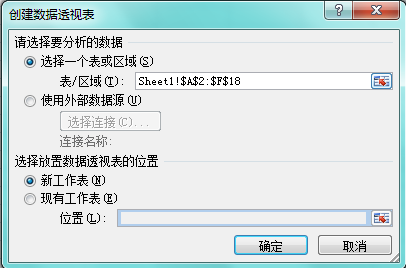 创建数据透视表
请选择要分析的数据
选择一个表或区域(S)
表/区域(T): Sheet1!$A$2:$F$18
使用外部数据源(U)
选择连接(C)...
连接名称:
选择放置数据透视表的位置
新工作表(N)
现有工作表(E)
位置(L):
确定 取消